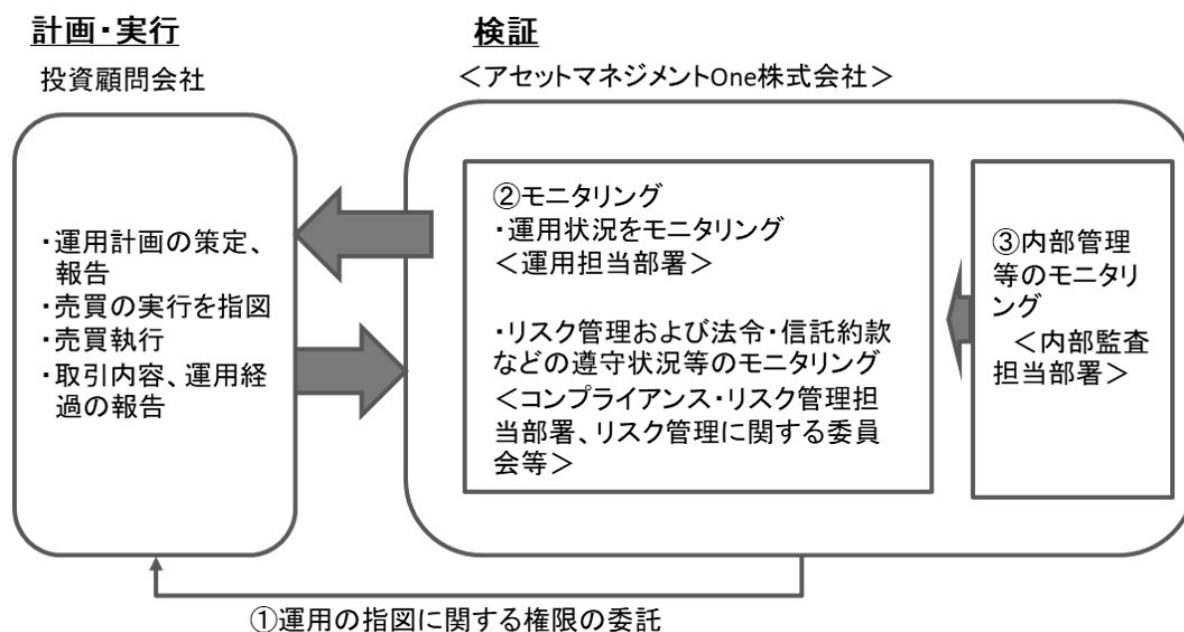 計画・実行
投資顧問会社
・運用計画の策定、
報告
・売買の実行を指図
・売買執行
・取引内容、運用経
過の報告
検証
＜アセットマネジメントOne株式会社＞
②モニタリング
・運用状況をモニタリング
＜運用担当部署＞
・リスク管理および法令・信託約款
などの遵守状況等のモニタリング
＜コンプライアンス・リスク管理担
当部署、リスク管理に関する委員
会等＞
③内部管理
等のモニタリ
ング
＜内部監査
担当部署＞
①運用の指図に関する権限の委託